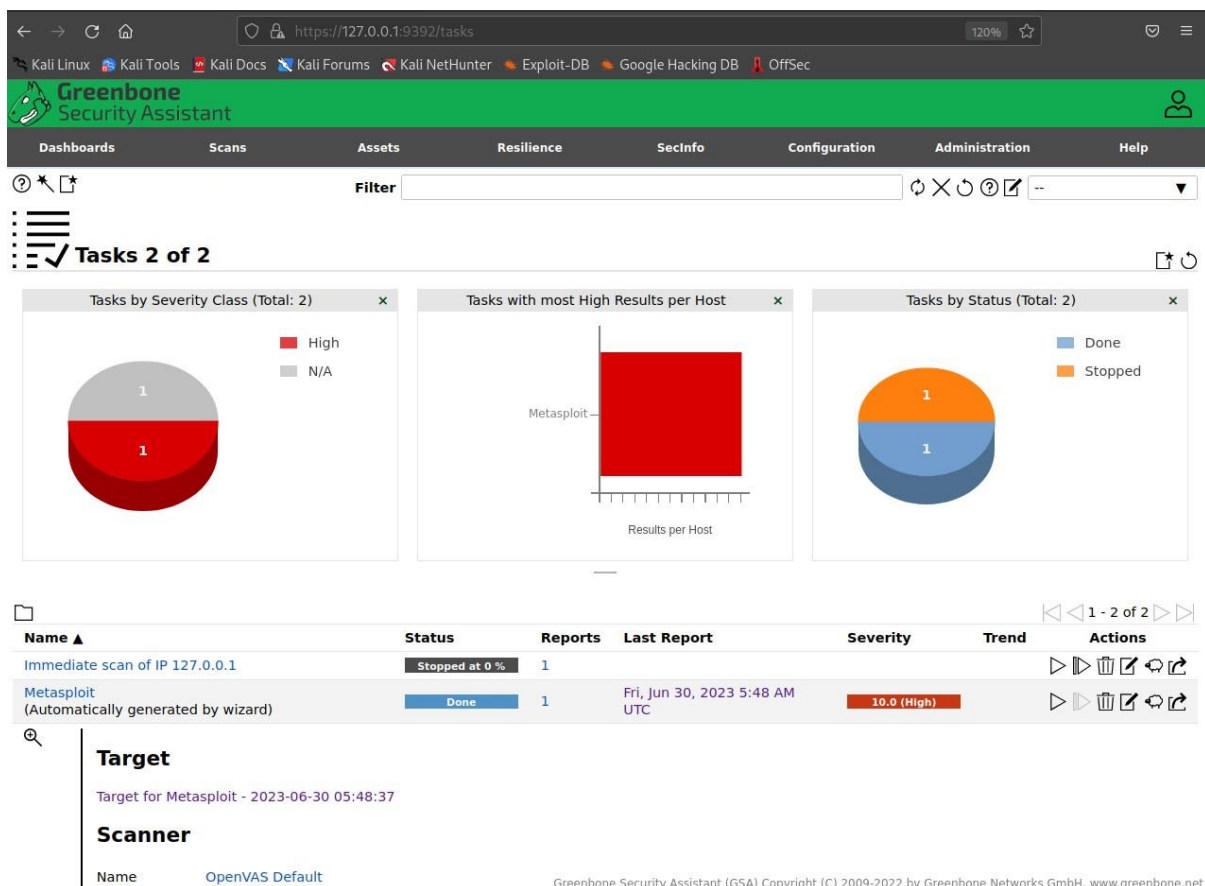 https://127.0.0.1:9392/tasks 120%
Kali Linux Kali Tools Kali Docs Kali Forums Kali NetHunter Exploit-DB Google Hacking DB OffSec
Greenbone
Security Assistant
Dashboards Scans Assets Resilience SecInfo Configuration Administration Help
Filter --
Tasks 2 of 2
Tasks by Severity Class (Total: 2) ×
High
N/A
1
1
Tasks with most High Results per Host ×
Metasploit
Results per Host
Tasks by Status (Total: 2) ×
Done
Stopped
1
1
1 - 2 of 2
Name ▲ Status Reports Last Report Severity Trend Actions
Immediate scan of IP 127.0.0.1 Stopped at 0 % 1
Metasploit Done 1 Fri, Jun 30, 2023 5:48 AM 10.0 (High)
(Automatically generated by wizard) UTC
Target
Target for Metasploit - 2023-06-30 05:48:37
Scanner
Name OpenVAS Default
Greenbone Security Assistant (GSA) Copyright (C) 2009-2022 by Greenbone Networks GmbH, www.greenbone.net